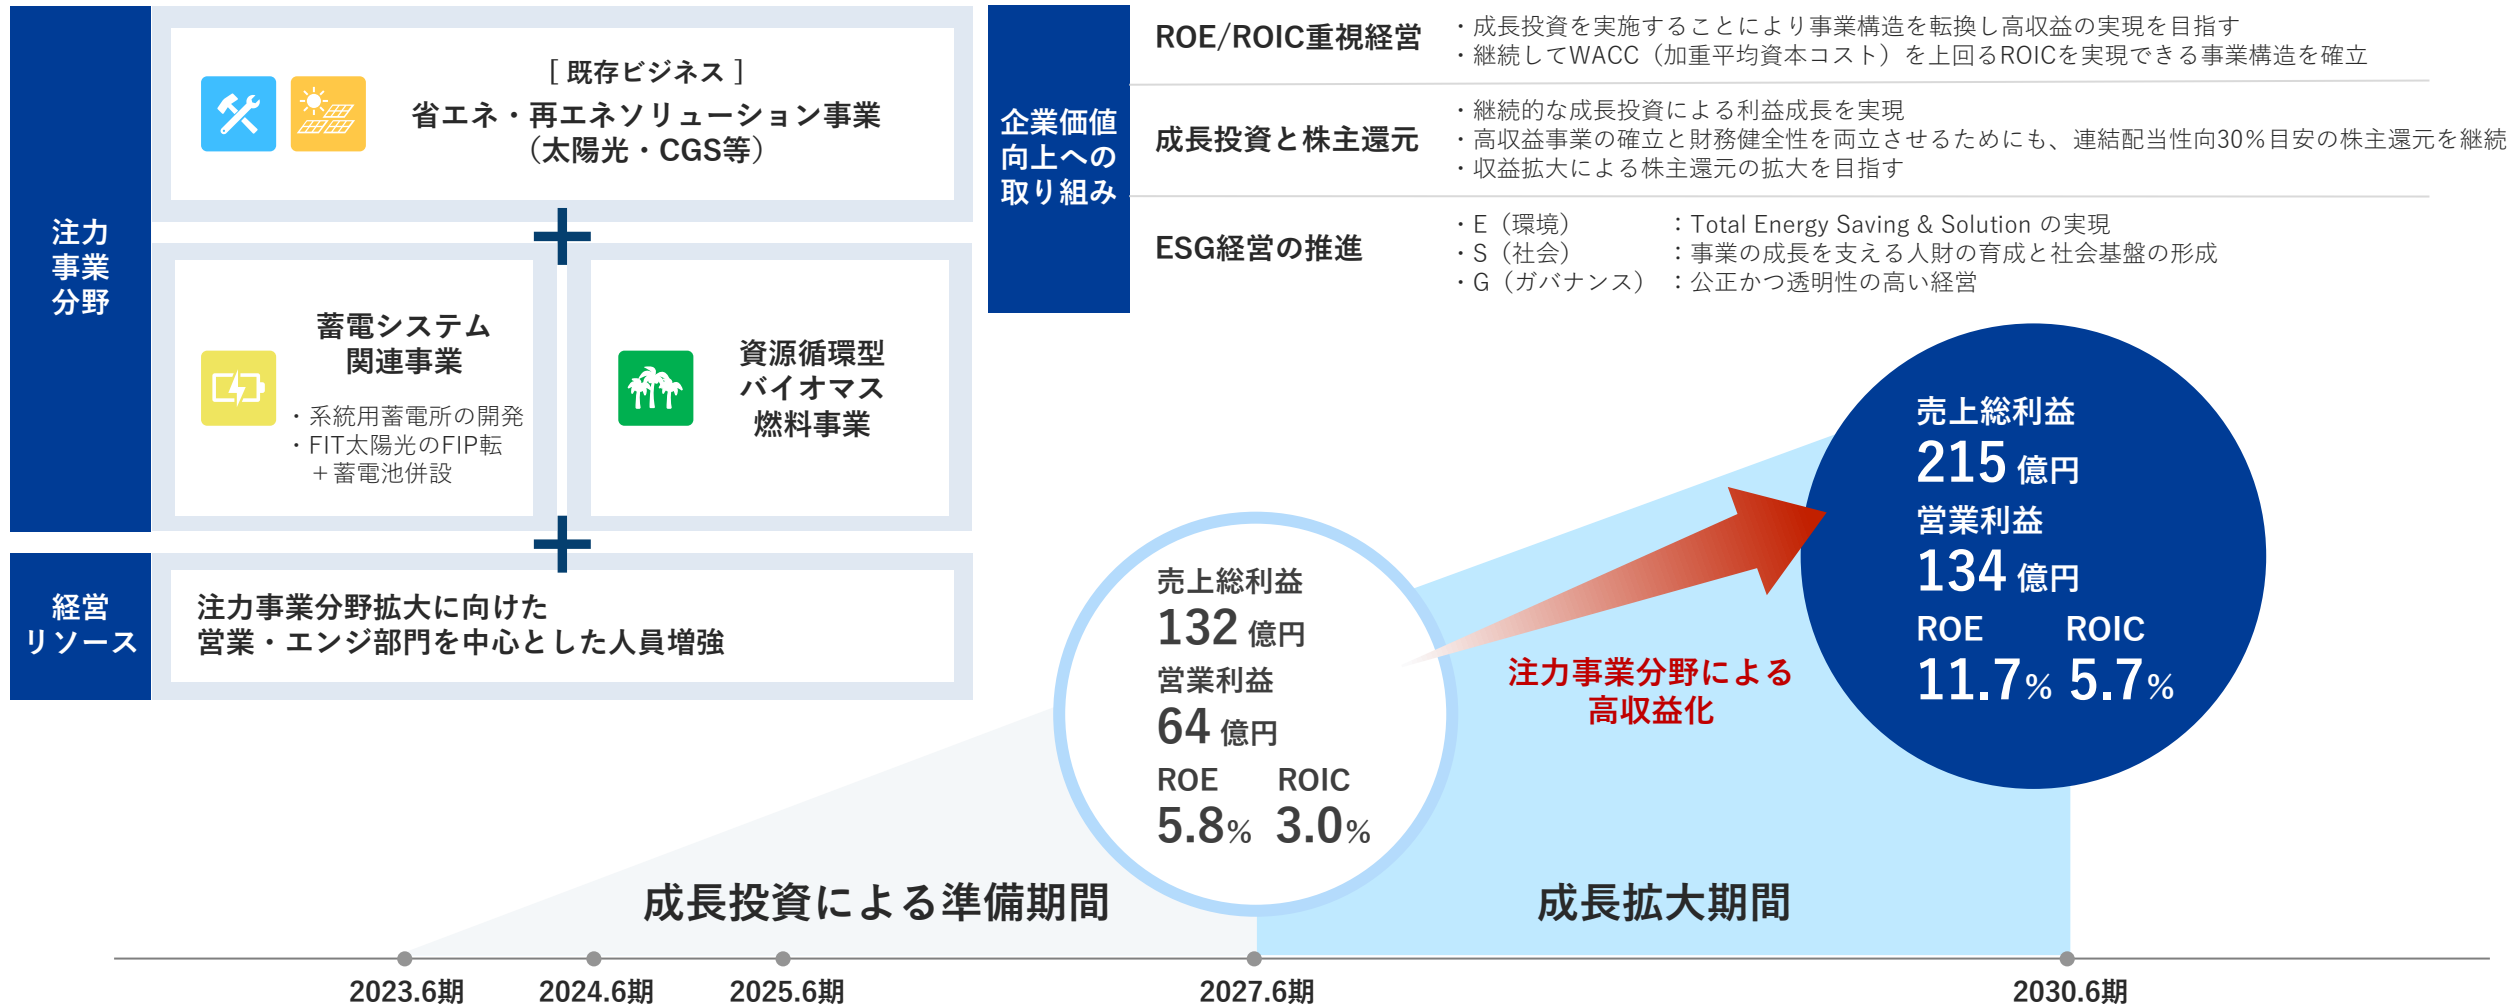 注力
事業
分野
［ 既存ビジネス ］
省エネ・再エネソリューション事業
（太陽光・CGS等）
蓄電システム
関連事業
・系統用蓄電所の開発
・FIT太陽光のFIP転
＋蓄電池併設
資源循環型
バイオマス
燃料事業
経営
リソース
注力事業分野拡大に向けた
営業・エンジ部門を中心とした人員増強
企業価値
向上への
取り組み
ROE/ROIC重視経営
・成長投資を実施することにより事業構造を転換し高収益の実現を目指す
・継続してWACC（加重平均資本コスト）を上回るROICを実現できる事業構造を確立
成長投資と株主還元
・継続的な成長投資による利益成長を実現
・高収益事業の確立と財務健全性を両立させるためにも、連結配当性向30％目安の株主還元を継続
・収益拡大による株主還元の拡大を目指す
ESG経営の推進
・E（環境）　　　　：Total Energy Saving & Solution の実現
・S（社会）　　　　：事業の成長を支える人財の育成と社会基盤の形成
・G（ガバナンス）　：公正かつ透明性の高い経営
売上総利益
132 億円
営業利益
64 億円
ROE ROIC
5.8% 3.0%
注力事業分野による
高収益化
売上総利益
215 億円
営業利益
134 億円
ROE ROIC
11.7% 5.7%
成長投資による準備期間
成長拡大期間
2023.6期 2024.6期 2025.6期 2027.6期 2030.6期